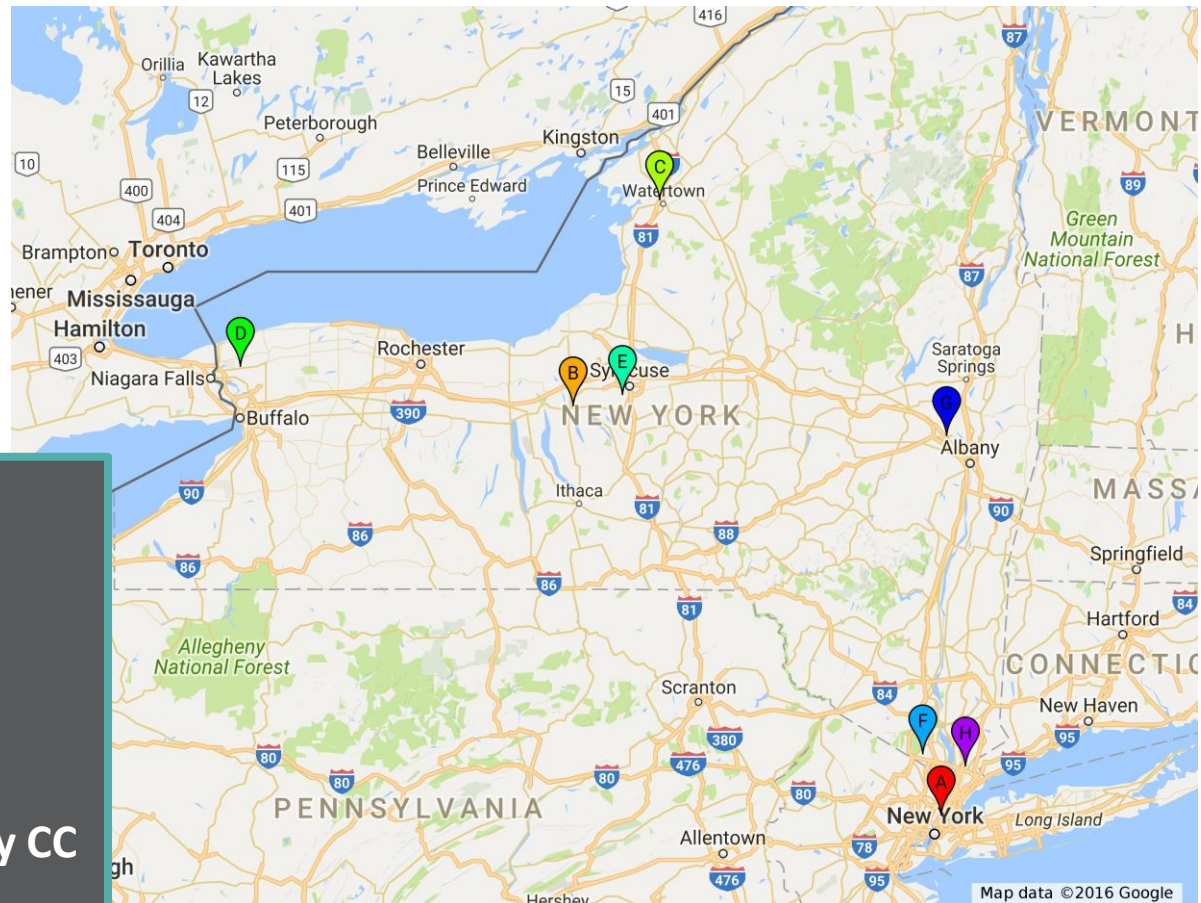 416
87
Orillia
Kawartha
Lakes
12
15
401
VERMONT
Peterborough
Kingston
10
115
Belleville
C
89
400
Prince Edward
Watertown
404
401
81
Green
Mountain
National Forest
Brampton
Toronto
87
Mississauga
Hamilton
D
403
Rochester
E
Saratoga
Springs
Niagara Falls
B
Syracuse
Buffalo
390
NEW YORK
G
Albany
90
Ithaca
81
MASSA
86
88
90
86
86
Springfield
81
84
Hartford
Allegheny
National Forest
CONNECTIC
Scranton
84
New Haven
F
H
95
80
380
95
80
476
80
A
80
PENNSYLVANIA
New York
Long Island
y CC
Allentown
78
gh
476
95
Hershey
Map data ©2016 Google